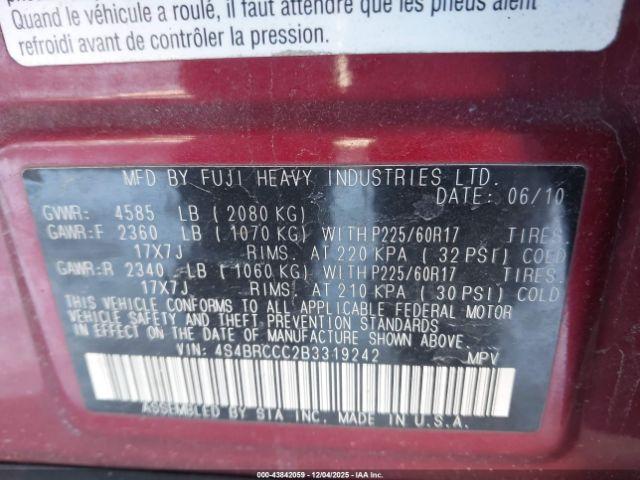 Quand le véhicule a roulé, il faut attendre que les pneus aient
refroidi avant de contrôler la pression.
MFD BY FUJI HEAVY INDUSTRIES LTD.
DATE: 06/10
GVWR: 4585 LB ( 2080 KG)
GAWR:F 2360 LB ( 1070 KG) WITH P225/60R17 TIRES
17X7J RIMS. AT 220 KPA ( 32 PSI) COLD
GAWR:R 2340 LB ( 1060 KG) WITH P225/60R17 TIRES
17X7J RIMS. AT 210 KPA ( 30 PSI) COLD
THIS VEHICLE CONFORMS TO ALL APPLICABLE FEDERAL MOTOR
VEHICLE SAFETY AND THEFT PREVENTION STANDARDS
IN EFFECT ON THE DATE OF MANUFACTURE SHOWN ABOVE.
VIN: 4S4BRCCC2B3319242 MPV
ASSEMBLED BY SIA INC. MADE IN U.S.A.
000-43842059 - 12/04/2025 - IAAI.COM